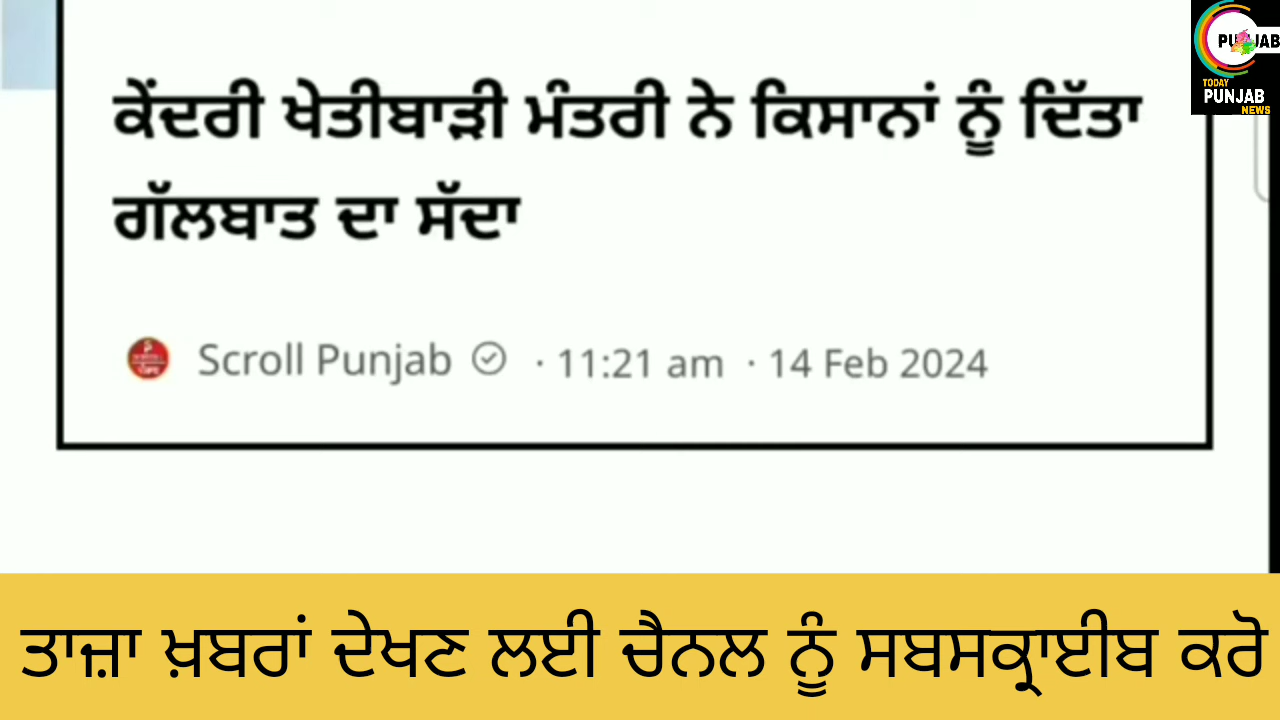 PUNJAB
TODAY
PUNJAB
NEWS
ਕੇਂਦਰੀ ਖੇਤੀਬਾੜੀ ਮੰਤਰੀ ਨੇ ਕਿਸਾਨਾਂ ਨੂੰ ਦਿੱਤਾ
ਗੱਲਬਾਤ ਦਾ ਸੱਦਾ
Scroll Punjab · 11:21 am · 14 Feb 2024
ਤਾਜ਼ਾ ਖ਼ਬਰਾਂ ਦੇਖਣ ਲਈ ਚੈਨਲ ਨੂੰ ਸਬਸਕ੍ਰਾਈਬ ਕਰੋ